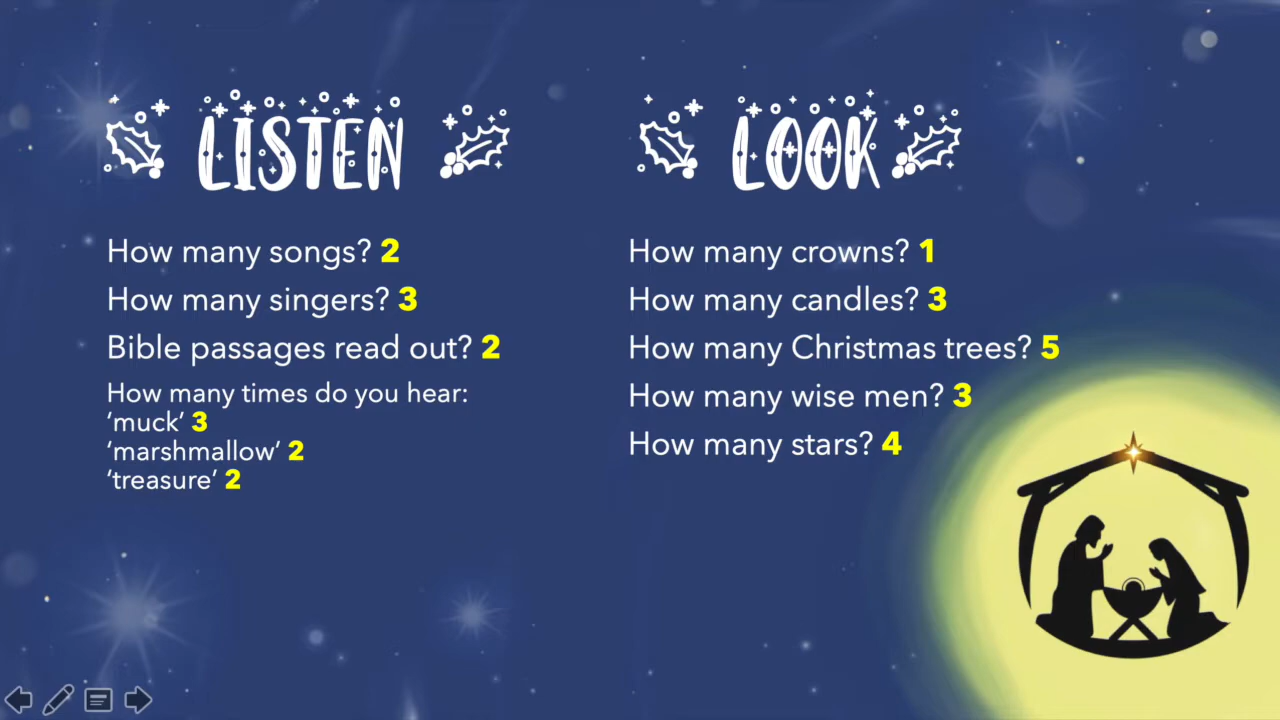 LISTEN
How many songs? 2
How many singers? 3
Bible passages read out? 2
How many times do you hear:
‘muck’ 3
‘marshmallow’ 2
‘treasure’ 2
LOOK
How many crowns? 1
How many candles? 3
How many Christmas trees? 5
How many wise men? 3
How many stars? 4